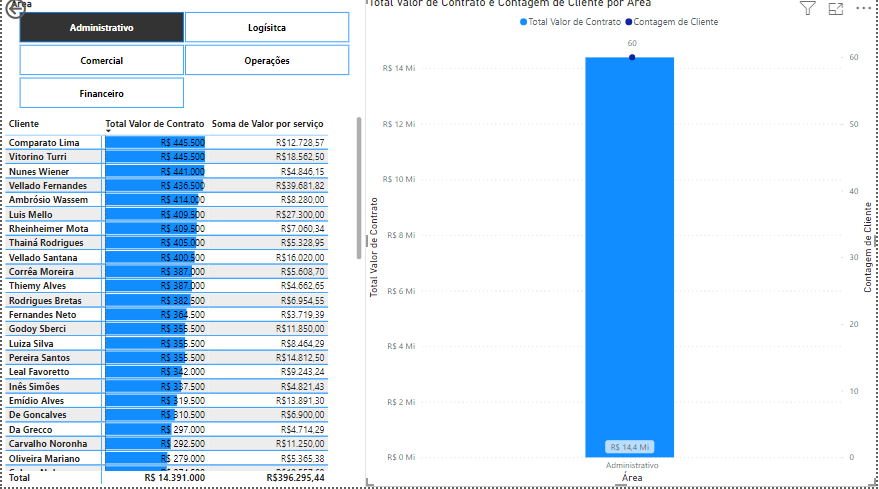 Área
Administrativo
Logísitca
Comercial
Operações
Financeiro
Cliente Total Valor de Contrato Soma de Valor por serviço
Comparato Lima R$ 445.500 R$12.728,57
Vitorino Turri R$ 445.500 R$18.562,50
Nunes Wiener R$ 441.000 R$4.846,15
Vellado Fernandes R$ 436.500 R$39.681,82
Ambrósio Wassem R$ 414.000 R$8.280,00
Luis Mello R$ 409.500 R$27.300,00
Rheinheimer Mota R$ 409.500 R$7.060,34
Thainá Rodrigues R$ 405.000 R$5.328,95
Vellado Santana R$ 400.500 R$16.020,00
Corrêa Moreira R$ 387.000 R$5.608,70
Thiemy Alves R$ 387.000 R$4.662,65
Rodrigues Bretas R$ 382.500 R$6.954,55
Fernandes Neto R$ 364.500 R$3.719,39
Godoy Sberci R$ 355.500 R$11.850,00
Luiza Silva R$ 355.500 R$8.464,29
Pereira Santos R$ 355.500 R$14.812,50
Leal Favoretto R$ 342.000 R$9.243,24
Inês Simões R$ 337.500 R$4.821,43
Emídio Alves R$ 319.500 R$13.891,30
De Goncalves R$ 310.500 R$6.900,00
Da Grecco R$ 297.000 R$4.714,29
Carvalho Noronha R$ 292.500 R$11.250,00
Oliveira Mariano R$ 279.000 R$5.365,38
Total R$ 14.391.000 R$396.295,44
Total Valor de Contrato e Contagem de Cliente por Área
Total Valor de Contrato Contagem de Cliente
60
R$ 14 Mi
R$ 12 Mi
R$ 10 Mi
R$ 8 Mi
R$ 6 Mi
R$ 4 Mi
R$ 2 Mi
R$ 0 Mi
Total Valor de Contrato
R$ 14,4 Mi
Administrativo
Área
60
50
40
30
20
10
0
Contagem de Cliente